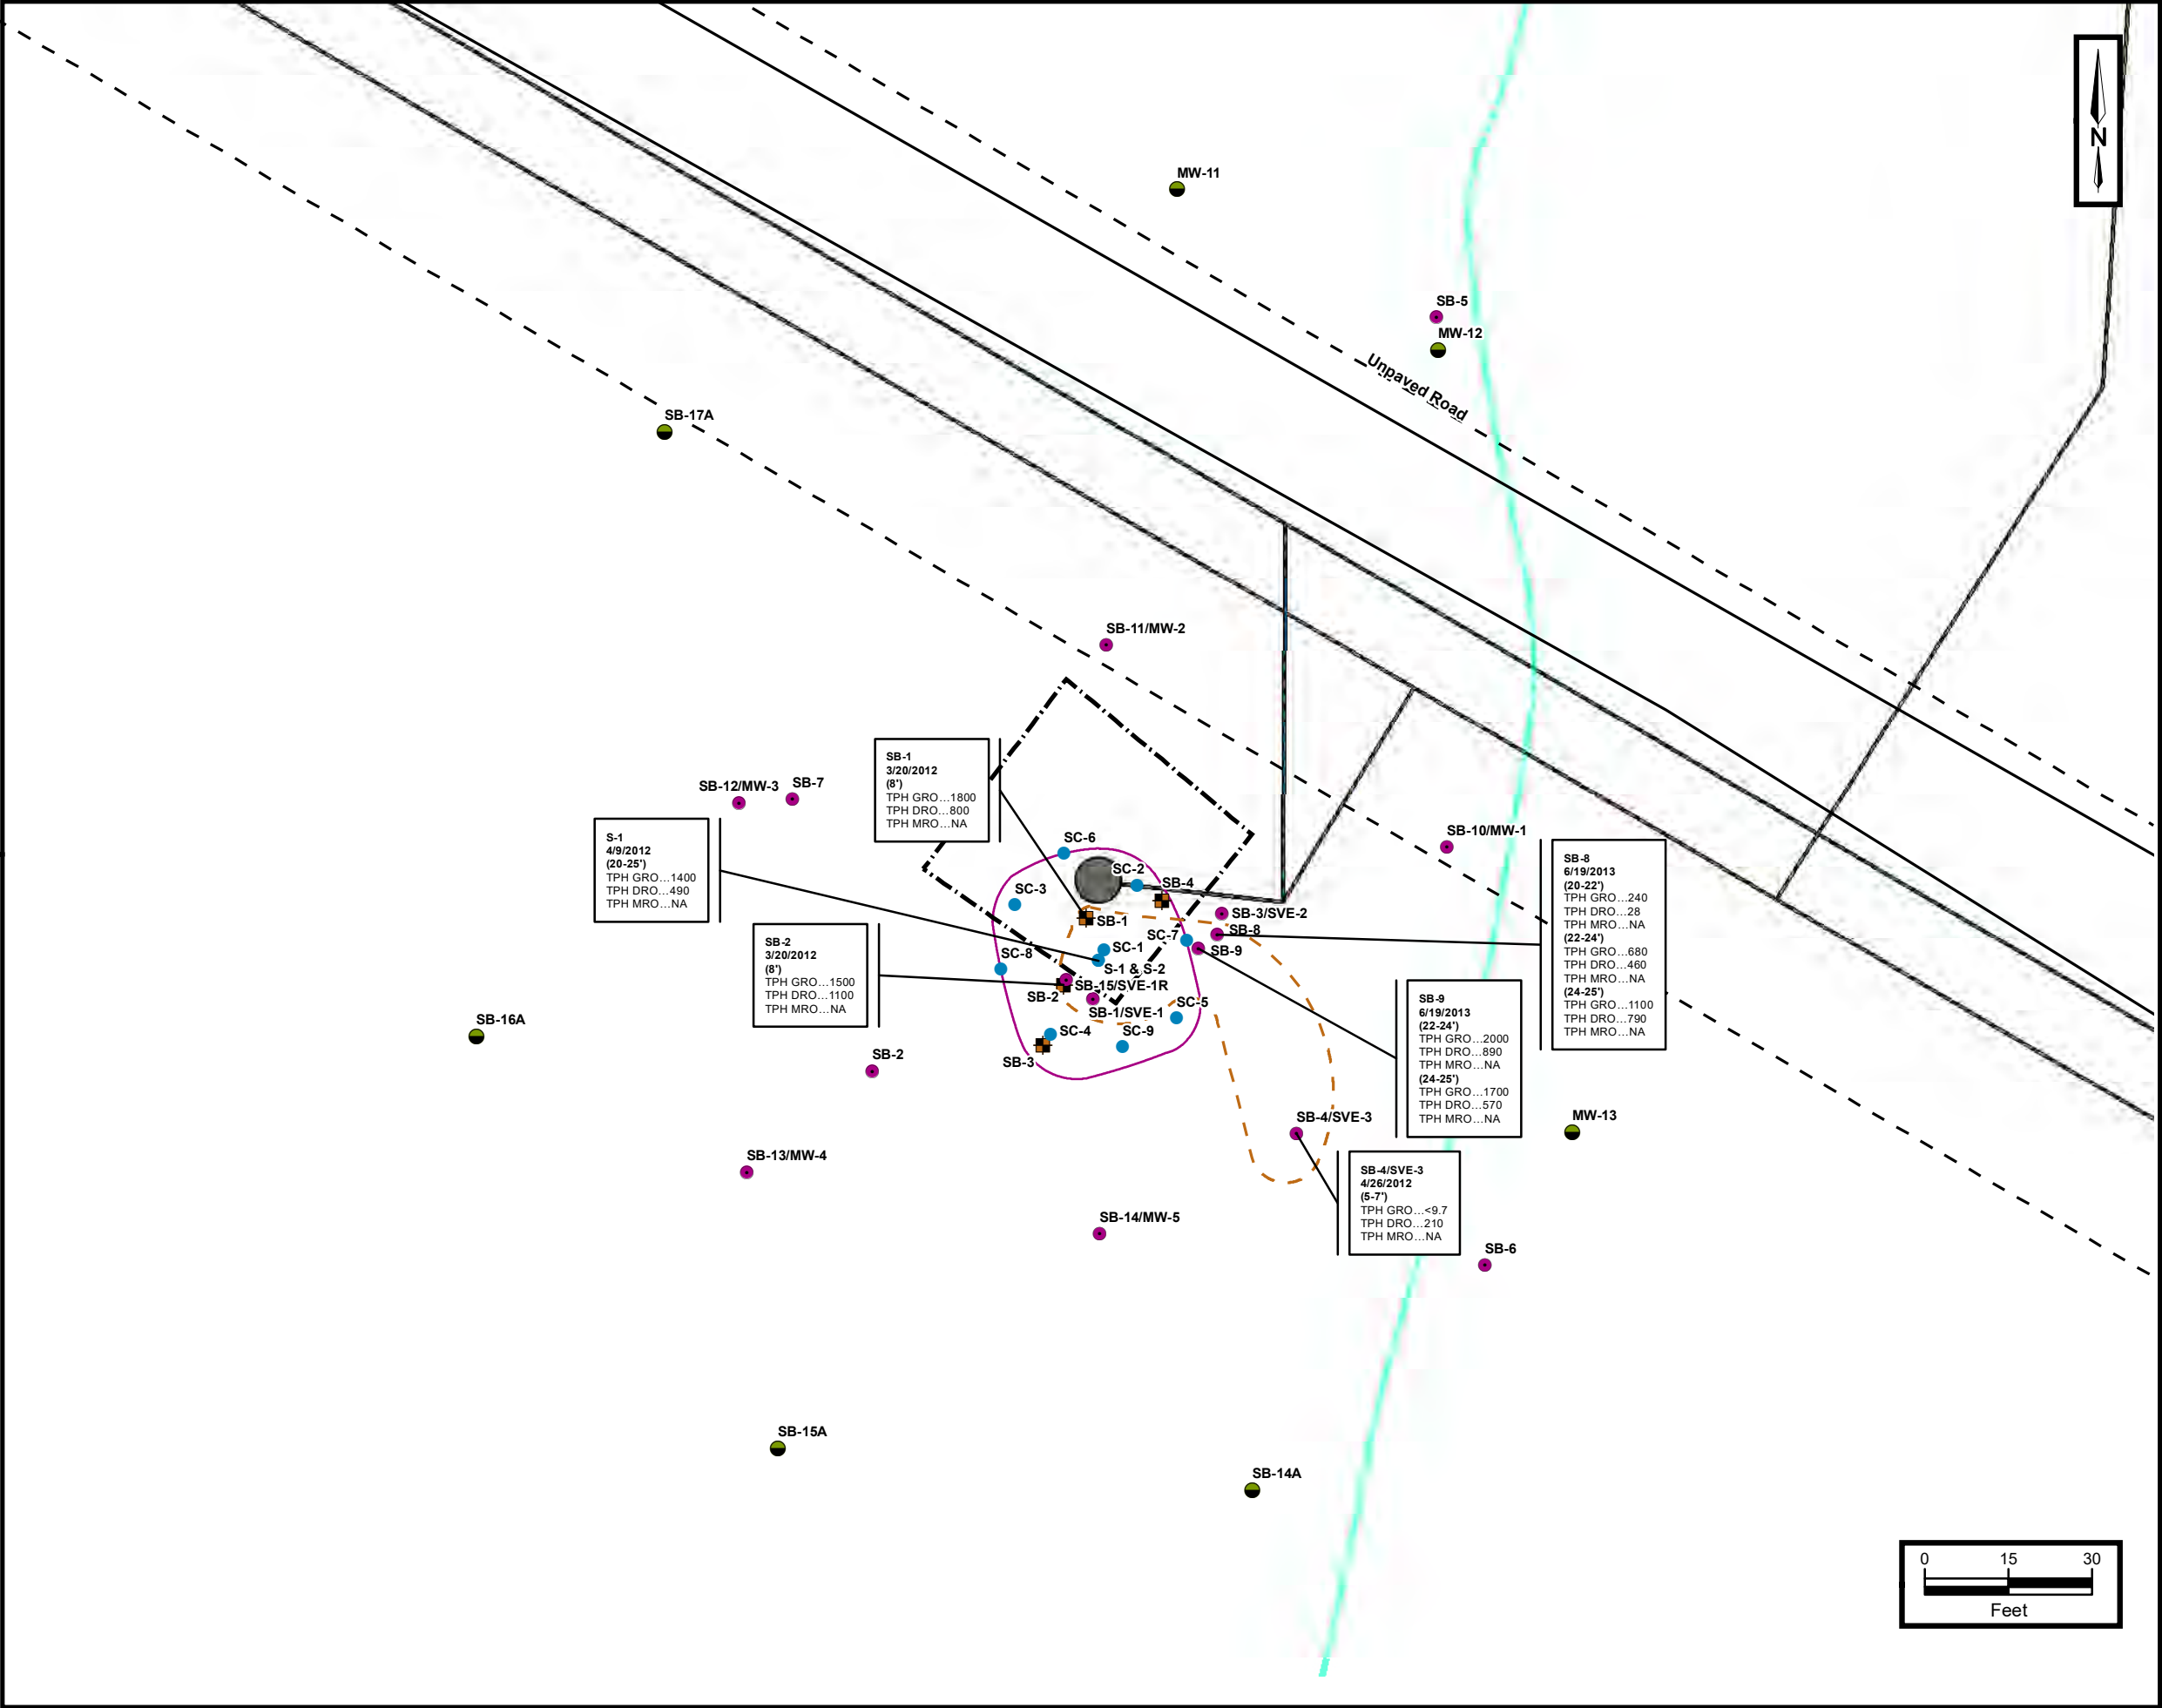 N
MW-11
SB-5
MW-12
Unpaved Road
SB-17A
SB-11/MW-2
SB-1
3/20/2012
(8')
TPH GRO...1800
TPH DRO...800
TPH MRO...NA
SB-12/MW-3
SB-7
S-1
4/9/2012
(20-25')
TPH GRO...1400
TPH DRO...490
TPH MRO...NA
SB-2
3/20/2012
(8')
TPH GRO...1500
TPH DRO...1100
TPH MRO...NA
SC-6
SC-2
SB-4
SC-3
SB-1
SB-3/SVE-2
SC-7
SB-8
SB-9
SC-1
SC-8
S-1 & S-2
SB-15/SVE-1R
SB-2
SB-1/SVE-1
SC-5
SC-4
SC-9
SB-3
SB-10/MW-1
SB-8
6/19/2013
(20-22')
TPH GRO...240
TPH DRO...28
TPH MRO...NA
(22-24')
TPH GRO...680
TPH DRO...460
TPH MRO...NA
(24-25')
TPH GRO...1100
TPH DRO...790
TPH MRO...NA
SB-9
6/19/2013
(22-24')
TPH GRO...2000
TPH DRO...890
TPH MRO...NA
(24-25')
TPH GRO...1700
TPH DRO...570
TPH MRO...NA
SB-16A
SB-2
SB-4/SVE-3
MW-13
SB-13/MW-4
SB-4/SVE-3
4/26/2012
(5-7')
TPH GRO...<9.7
TPH DRO...210
TPH MRO...NA
SB-14/MW-5
SB-6
SB-15A
SB-14A
0 15 30
Feet